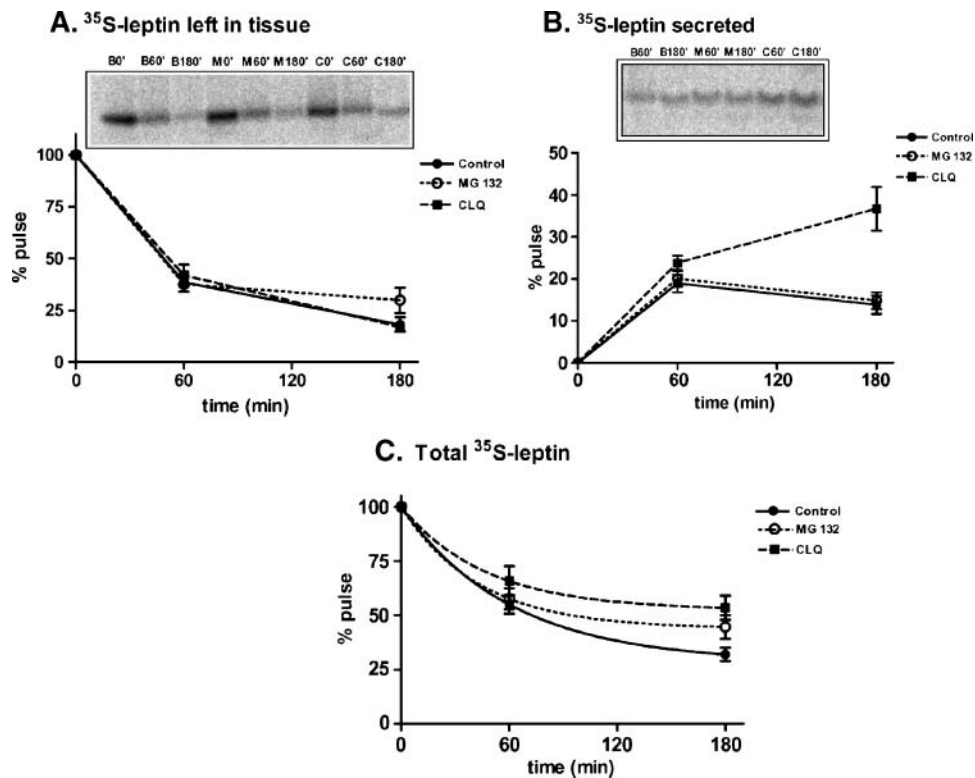 A. ³⁵S-leptin left in tissue
B0' B60' B180' M0' M60' M180' C0' C60' C180'
100
75
50
25
0
% pulse
0 60 120 180
time (min)
Control
MG 132
CLQ
B. ³⁵S-leptin secreted
B60' B180' M60' M180' C60' C180'
50
40
30
20
10
0
% pulse
0 60 120 180
time (min)
Control
MG 132
CLQ
C. Total ³⁵S-leptin
100
75
50
25
0
% pulse
0 60 120 180
time (min)
Control
MG 132
CLQ